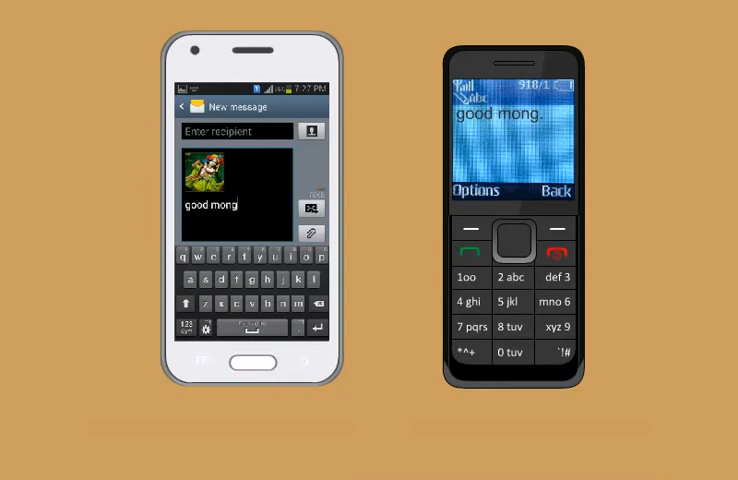 7:27 PM
New message
Enter recipient
good mong
q w e r t y u i o p
a s d f g h j k l
z x c v b n m
123
Sym
918/1
Abc
good mong.
Options
Back
1oo
2 abc
def 3
4 ghi
5 jkl
mno 6
7 pqrs
8 tuv
xyz 9
*^+
0 tuv
`!#